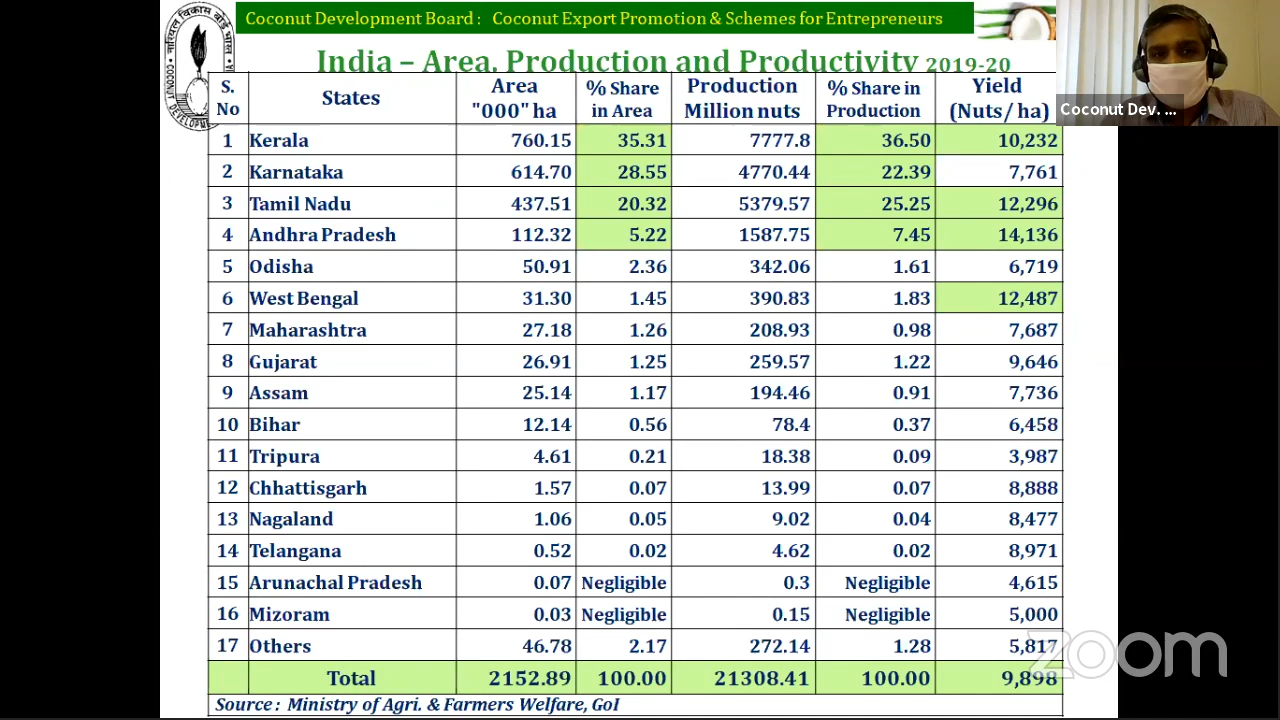 Coconut Development Board : Coconut Export Promotion & Schemes for Entrepreneurs
India – Area, Production and Productivity 2019-20
S. No States Area "000" ha % Share in Area Production Million nuts % Share in Production Yield (Nuts/ ha)
1 Kerala 760.15 35.31 7777.8 36.50 10,232
2 Karnataka 614.70 28.55 4770.44 22.39 7,761
3 Tamil Nadu 437.51 20.32 5379.57 25.25 12,296
4 Andhra Pradesh 112.32 5.22 1587.75 7.45 14,136
5 Odisha 50.91 2.36 342.06 1.61 6,719
6 West Bengal 31.30 1.45 390.83 1.83 12,487
7 Maharashtra 27.18 1.26 208.93 0.98 7,687
8 Gujarat 26.91 1.25 259.57 1.22 9,646
9 Assam 25.14 1.17 194.46 0.91 7,736
10 Bihar 12.14 0.56 78.4 0.37 6,458
11 Tripura 4.61 0.21 18.38 0.09 3,987
12 Chhattisgarh 1.57 0.07 13.99 0.07 8,888
13 Nagaland 1.06 0.05 9.02 0.04 8,477
14 Telangana 0.52 0.02 4.62 0.02 8,971
15 Arunachal Pradesh 0.07 Negligible 0.3 Negligible 4,615
16 Mizoram 0.03 Negligible 0.15 Negligible 5,000
17 Others 46.78 2.17 272.14 1.28 5,817
Total 2152.89 100.00 21308.41 100.00 9,898
Source : Ministry of Agri. & Farmers Welfare, GoI
Coconut Dev. ...
zoom
नारियल विकास बोर्ड भारत
COCONUT DEVELOPM